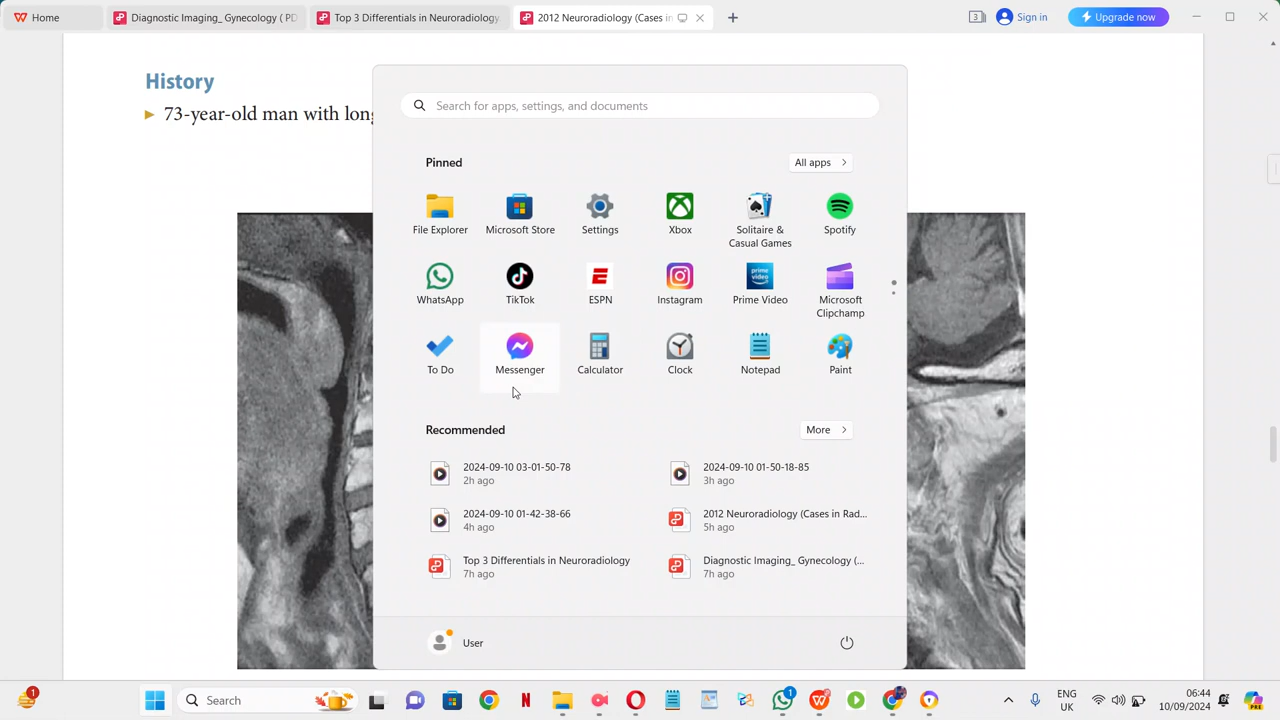 Home
Diagnostic Imaging_ Gynecology ( PD
Top 3 Differentials in Neuroradiology
2012 Neuroradiology (Cases in
3
Sign in
Upgrade now
History
73-year-old man with long
Search for apps, settings, and documents
Pinned
All apps
File Explorer
Microsoft Store
Settings
Xbox
Solitaire &
Casual Games
Spotify
WhatsApp
TikTok
ESPN
Instagram
Prime Video
Microsoft
Clipchamp
To Do
Messenger
Calculator
Clock
Notepad
Paint
Recommended
More
2024-09-10 03-01-50-78
2h ago
2024-09-10 01-50-18-85
3h ago
2024-09-10 01-42-38-66
4h ago
2012 Neuroradiology (Cases in Rad...
5h ago
Top 3 Differentials in Neuroradiology
7h ago
Diagnostic Imaging_ Gynecology (...
7h ago
User
1
Search
1
ENG
UK
06:44
10/09/2024